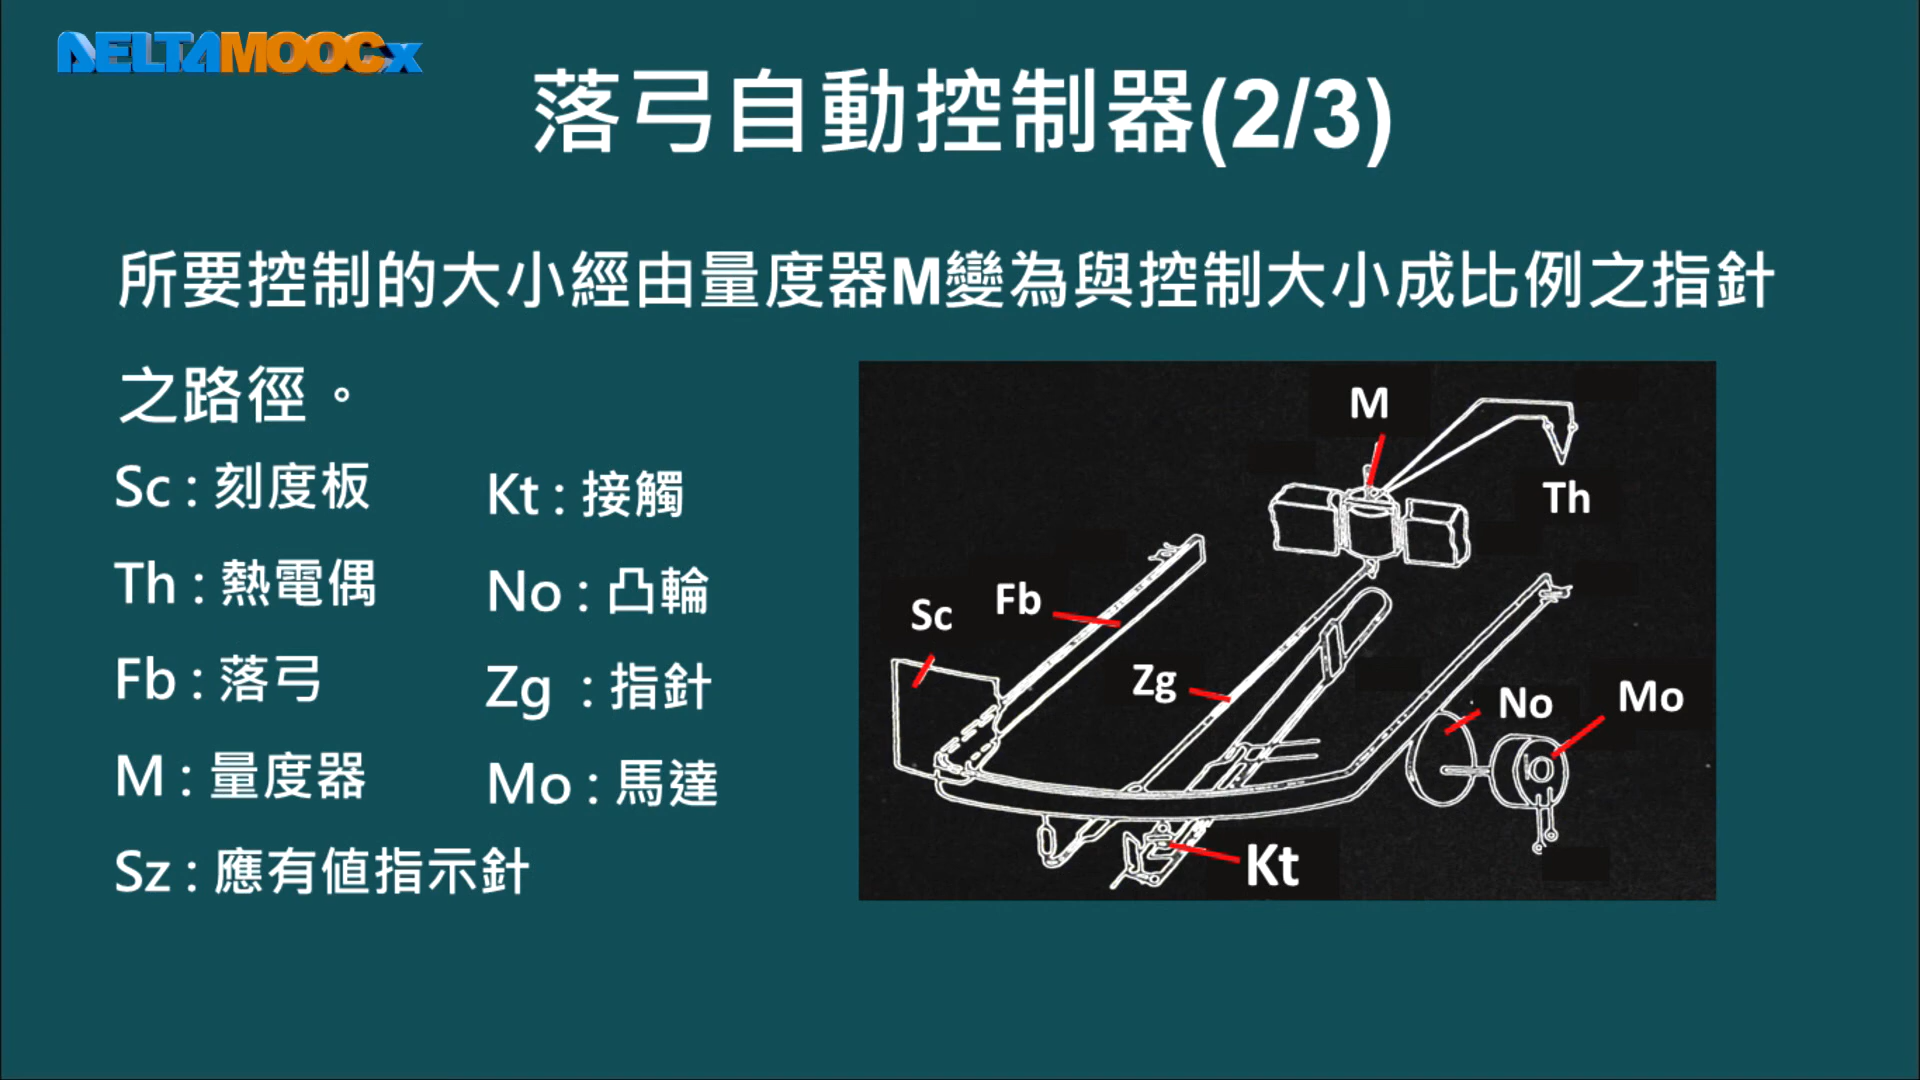 DELTAMOOCx
落弓自動控制器(2/3)
所要控制的大小經由量度器M變為與控制大小成比例之指針
之路徑。
Sc : 刻度板
Th : 熱電偶
Fb : 落弓
M : 量度器
Sz : 應有値指示針
Kt : 接觸
No : 凸輪
Zg : 指針
Mo : 馬達
M
Th
Sc
Fb
Zg
No
Mo
Kt